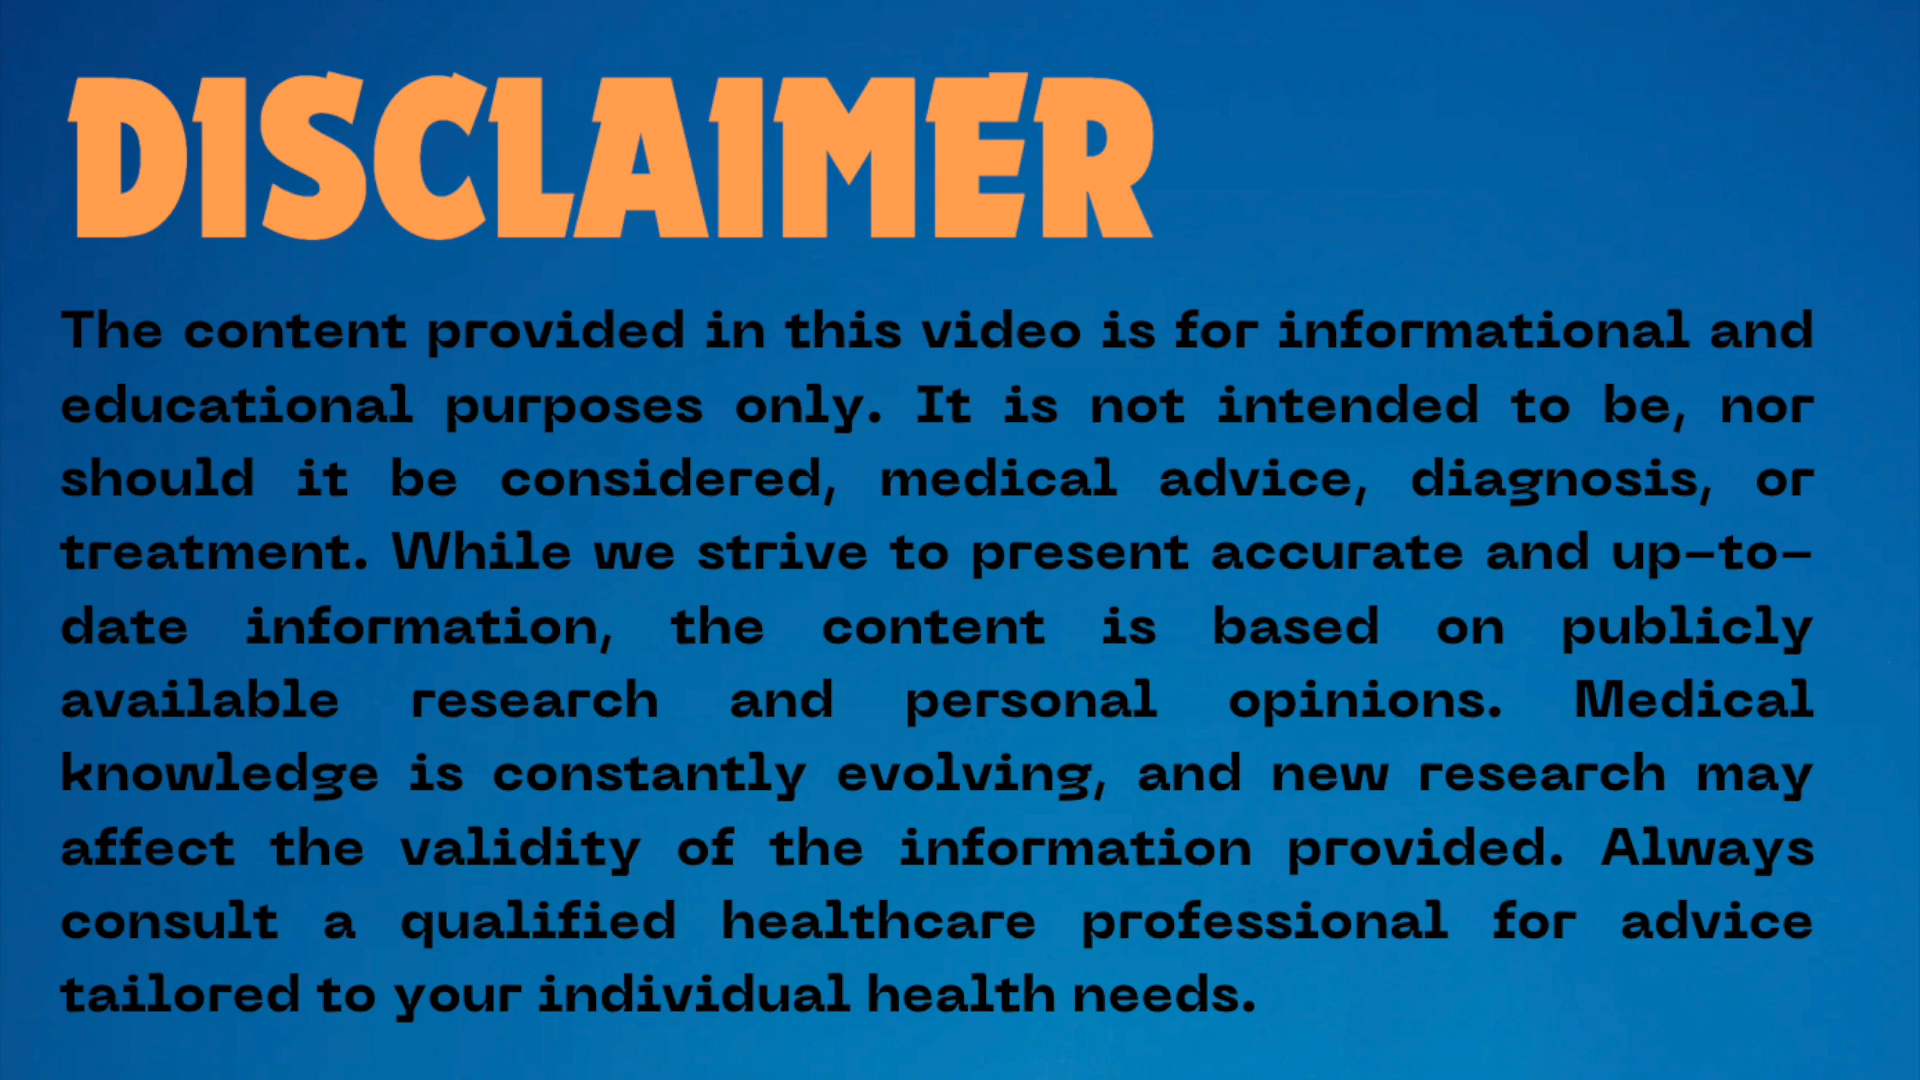 DISCLAIMER
The content provided in this video is for informational and
educational purposes only. It is not intended to be, nor
should it be considered, medical advice, diagnosis, or
treatment. While we strive to present accurate and up-to-
date information, the content is based on publicly
available research and personal opinions. Medical
knowledge is constantly evolving, and new research may
affect the validity of the information provided. Always
consult a qualified healthcare professional for advice
tailored to your individual health needs.